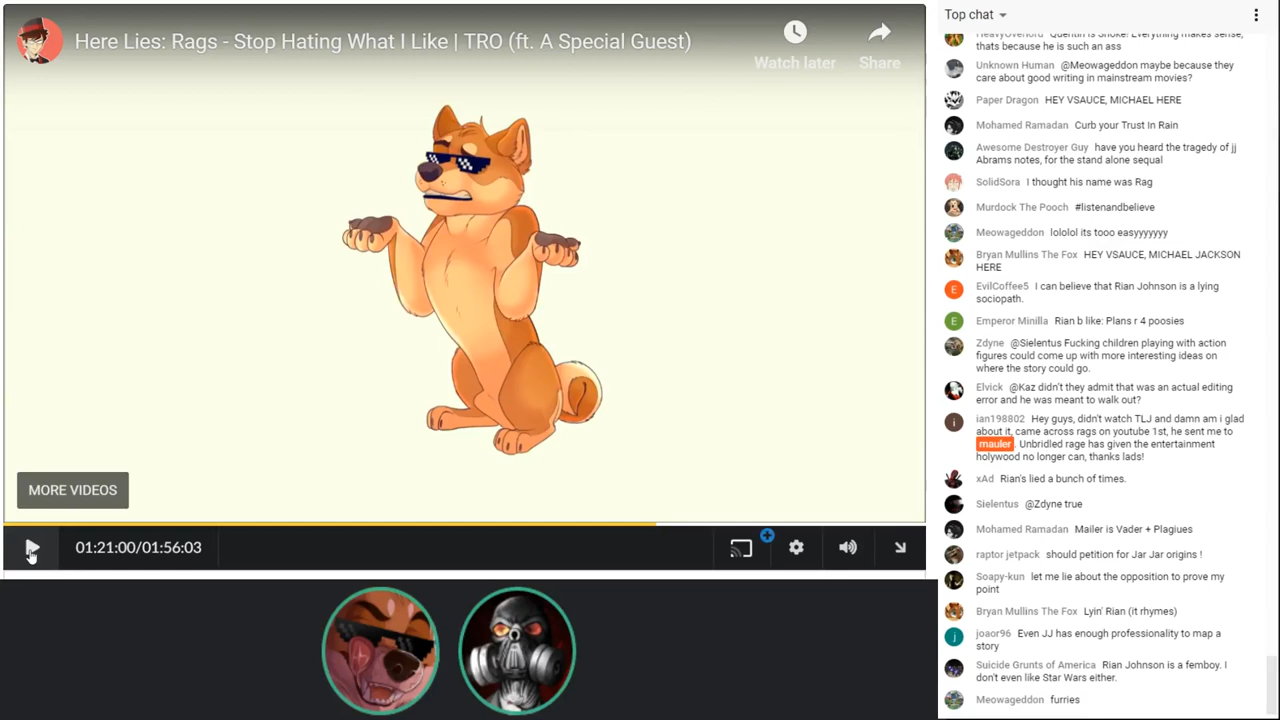 Here Lies: Rags - Stop Hating What I Like | TRO (ft. A Special Guest)
Watch later
Share
MORE VIDEOS
01:21:00/01:56:03
Top chat
HeavyOverlord Quentin is Snoke! Everything makes sense,
thats because he is such an ass
Unknown Human @Meowageddon maybe because they
care about good writing in mainstream movies?
Paper Dragon HEY VSAUCE, MICHAEL HERE
Mohamed Ramadan Curb your Trust In Rain
Awesome Destroyer Guy have you heard the tragedy of jj
Abrams notes, for the stand alone sequal
SolidSora I thought his name was Rag
Murdock The Pooch #listenandbelieve
Meowageddon lololol its tooo easyyyyyy
Bryan Mullins The Fox HEY VSAUCE, MICHAEL JACKSON
HERE
E
EvilCoffee5 I can believe that Rian Johnson is a lying
sociopath.
E
Emperor Minilla Rian b like: Plans r 4 poosies
Zdyne @Sielentus Fucking children playing with action
figures could come up with more interesting ideas on
where the story could go.
Elvick @Kaz didn't they admit that was an actual editing
error and he was meant to walk out?
i
ian198802 Hey guys, didn't watch TLJ and damn am i glad
about it, came across rags on youtube 1st, he sent me to
mauler. Unbridled rage has given the entertainment
holywood no longer can, thanks lads!
xAd Rian's lied a bunch of times.
Sielentus @Zdyne true
Mohamed Ramadan Mailer is Vader + Plagiues
raptor jetpack should petition for Jar Jar origins !
Soapy-kun let me lie about the opposition to prove my
point
Bryan Mullins The Fox Lyin' Rian (it rhymes)
j
joaor96 Even JJ has enough professionality to map a
story
Suicide Grunts of America Rian Johnson is a femboy. I
don't even like Star Wars either.
Meowageddon furries